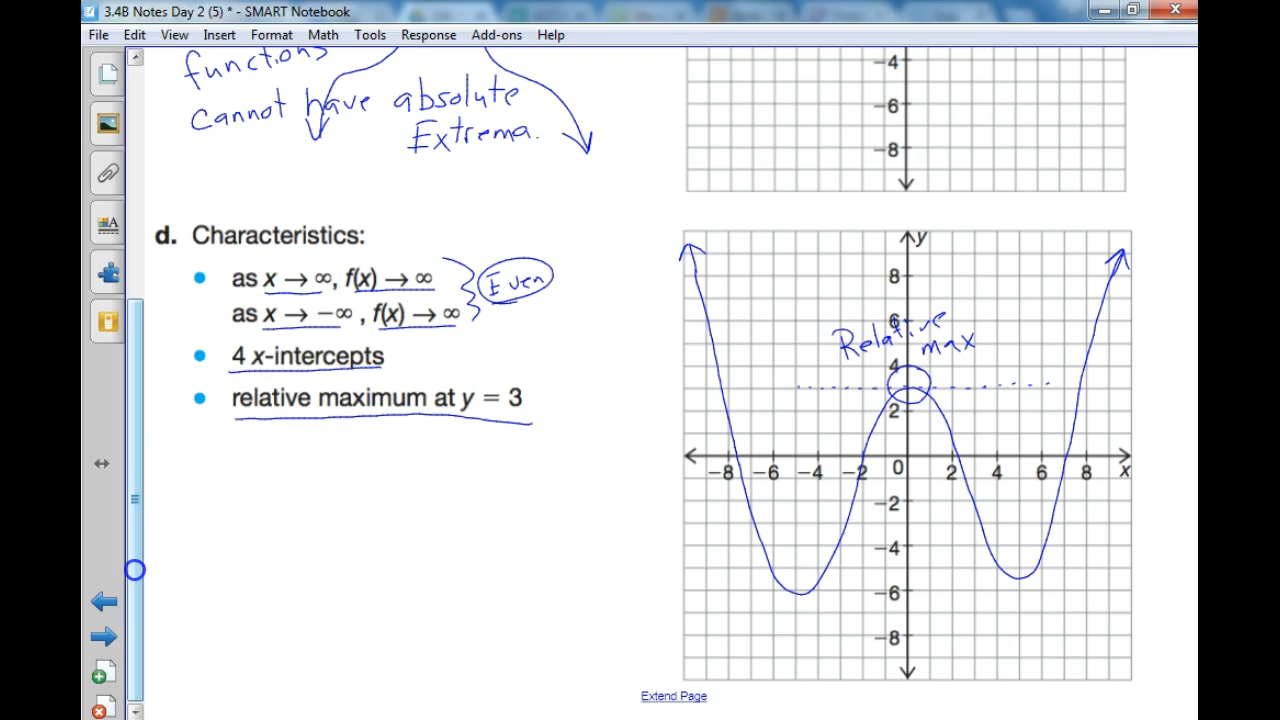 3.4B Notes Day 2 (5) * - SMART Notebook
File Edit View Insert Format Math Tools Response Add-ons Help
functions
cannot have absolute
Extrema.
-4
-6
-8
d. Characteristics:
• as x → ∞, f(x) → ∞
as x → -∞ , f(x) → ∞
Even
• 4 x-intercepts
• relative maximum at y = 3
y
8
6
Relative
max
4
2
-8 -6 -4 -2 0 2 4 6 8 x
-2
-4
-6
-8
Extend Page